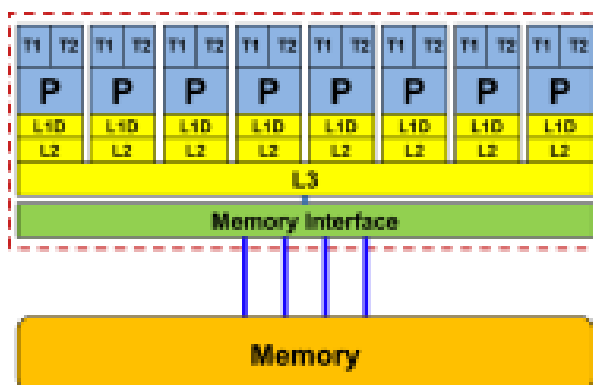 T1 T2 T1 T2 T1 T2 T1 T2 T1 T2 T1 T2 T1 T2 T1 T2
P P P P P P P P
L1D L1D L1D L1D L1D L1D L1D L1D
L2 L2 L2 L2 L2 L2 L2 L2
L3
Memory Interface
Memory